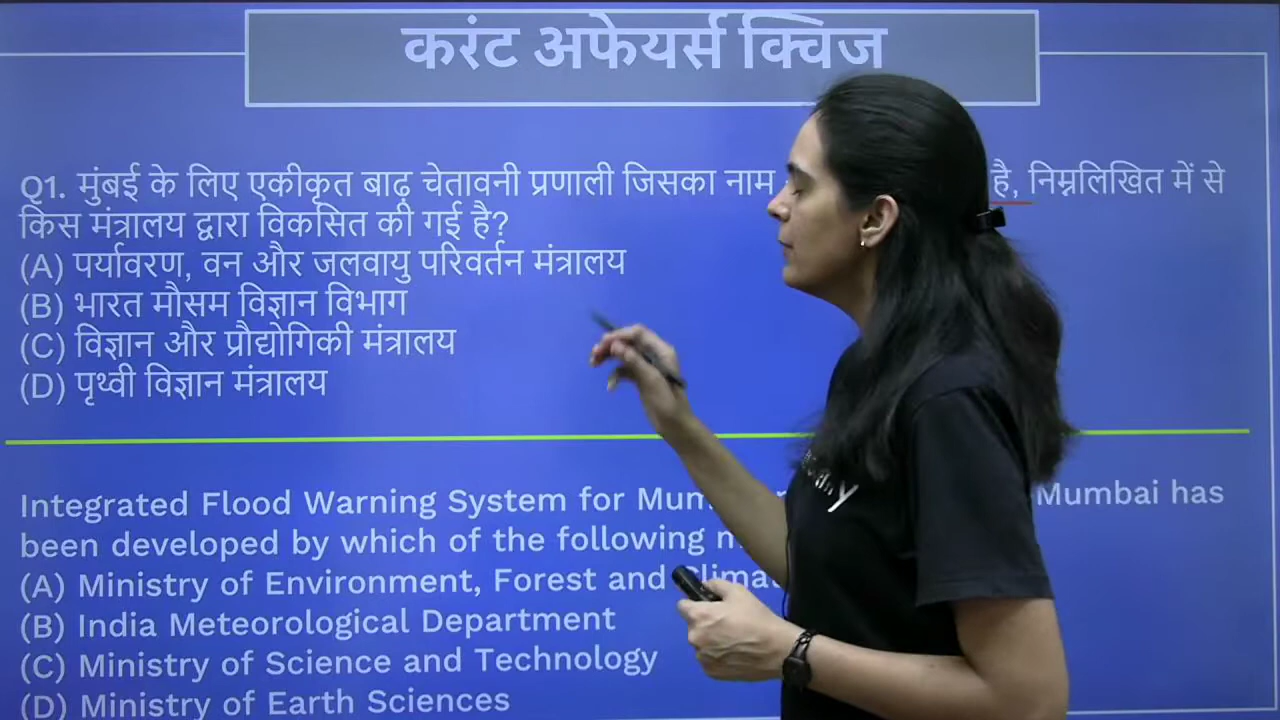 करंट अफेयर्स क्विज
Q1. मुंबई के लिए एकीकृत बाढ़ चेतावनी प्रणाली जिसका नाम है, निम्नलिखित में से
किस मंत्रालय द्वारा विकसित की गई है?
(A) पर्यावरण, वन और जलवायु परिवर्तन मंत्रालय
(B) भारत मौसम विज्ञान विभाग
(C) विज्ञान और प्रौद्योगिकी मंत्रालय
(D) पृथ्वी विज्ञान मंत्रालय
Integrated Flood Warning System for Mumbai has
been developed by which of the following
(A) Ministry of Environment, Forest and
(B) India Meteorological Department
(C) Ministry of Science and Technology
(D) Ministry of Earth Sciences